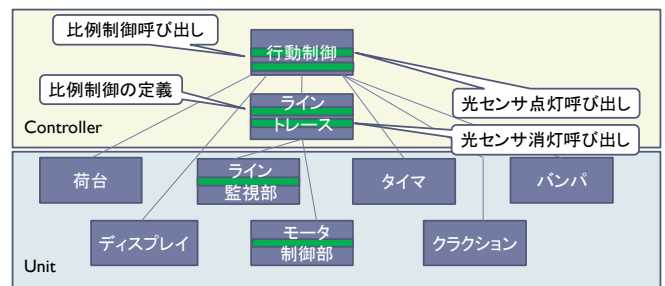 比例制御呼び出し
行動制御
比例制御の定義
ライン
トレース
光センサ点灯呼び出し
光センサ消灯呼び出し
Controller
荷台
ライン
監視部
タイマ
バンパ
ディスプレイ
モータ
制御部
クラクション
Unit